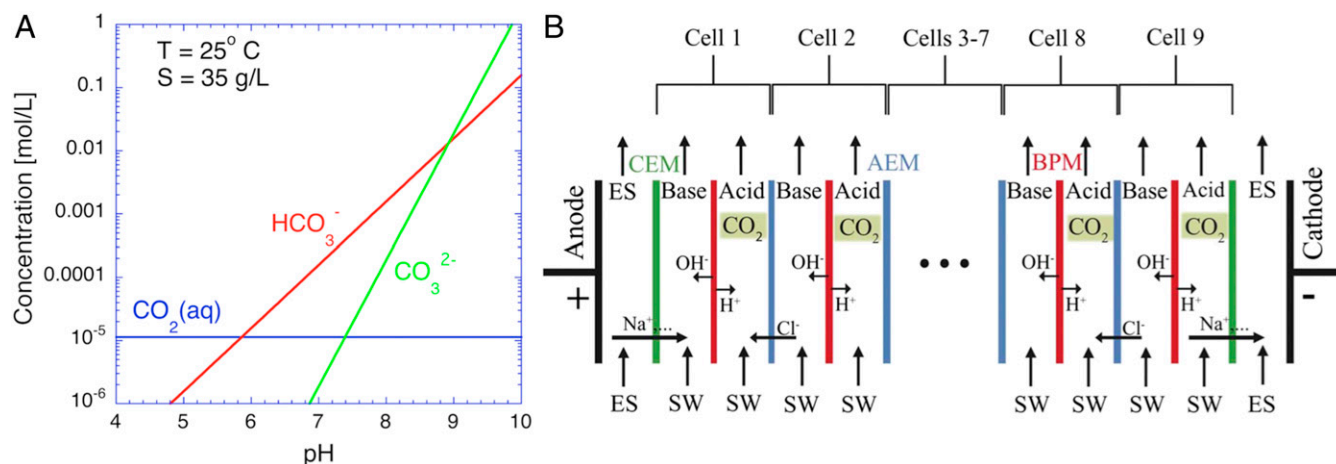 A
T = 25° C
S = 35 g/L
Concentration [mol/L]
1
0.1
0.01
0.001
0.0001
10⁻⁵
10⁻⁶
HCO₃⁻
CO₃²⁻
CO₂(aq)
4 5 6 7 8 9 10
pH
B
Cell 1 Cell 2 Cells 3-7 Cell 8 Cell 9
CEM AEM BPM
ES Base Acid Base Acid Base Acid Base Acid ES
CO₂ CO₂ CO₂ CO₂
Anode Cathode
OH⁻ OH⁻ OH⁻ OH⁻
H⁺ H⁺ H⁺ H⁺
+ -
Na⁺.... Cl⁻ Cl⁻ Na⁺....
ES SW SW SW SW SW SW SW SW ES